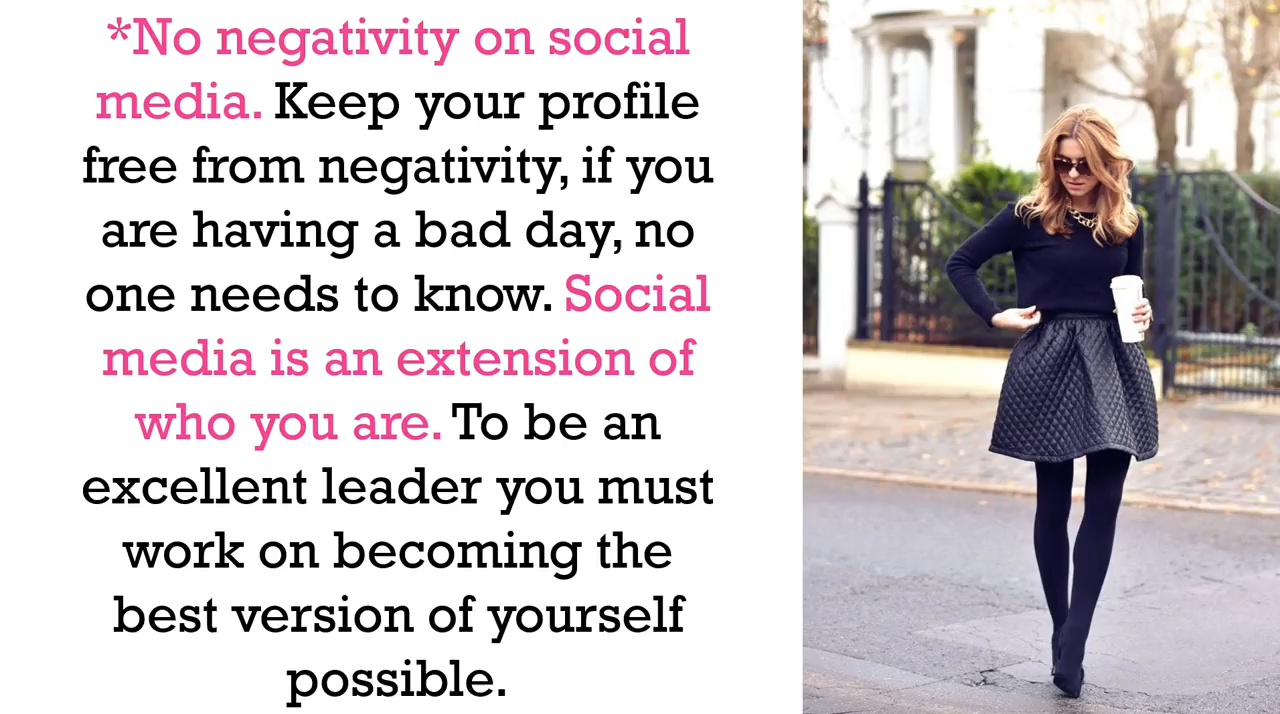 *No negativity on social
media. Keep your profile
free from negativity, if you
are having a bad day, no
one needs to know. Social
media is an extension of
who you are. To be an
excellent leader you must
work on becoming the
best version of yourself
possible.